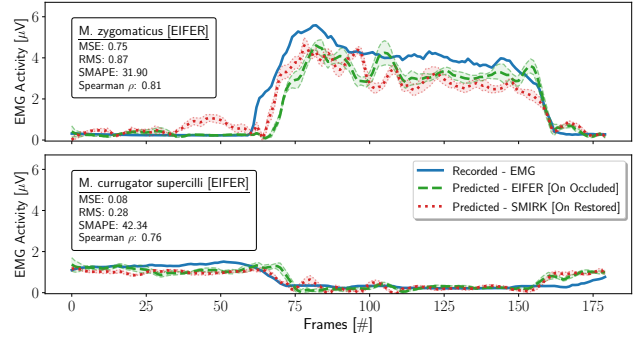 M. zygomaticus [EIFER]
MSE: 0.75
RMS: 0.87
SMAPE: 31.90
Spearman ρ: 0.81
EMG Activity [μV]
6
4
2
0
M. currugator supercilli [EIFER]
MSE: 0.08
RMS: 0.28
SMAPE: 42.34
Spearman ρ: 0.76
Recorded - EMG
Predicted - EIFER [On Occluded]
Predicted - SMIRK [On Restored]
EMG Activity [μV]
6
4
2
0
0 25 50 75 100 125 150 175
Frames [#]